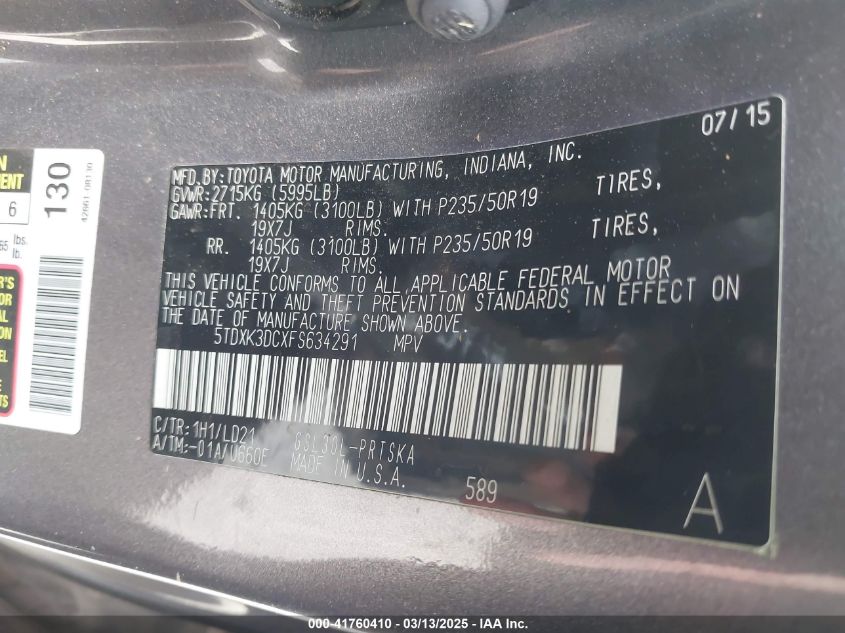 07/15
MFD.BY:TOYOTA MOTOR MANUFACTURING, INDIANA, INC.
GVWR:2715KG (5995LB)
GAWR:FRT. 1405KG (3100LB) WITH P235/50R19 TIRES,
19X7J RIMS.
RR. 1405KG (3100LB) WITH P235/50R19 TIRES,
19X7J RIMS.
THIS VEHICLE CONFORMS TO ALL APPLICABLE FEDERAL MOTOR
VEHICLE SAFETY AND THEFT PREVENTION STANDARDS IN EFFECT ON
THE DATE OF MANUFACTURE SHOWN ABOVE.
5TDXK3DCXFS634291 MPV
C/TR:1H1/LD21 GSL30L-PRTSKA
A/TM:-01A/U660F MADE IN U.S.A.
589
A
130
6
lbs.
lb.
000-41760410 - 03/13/2025 - IAA Inc.